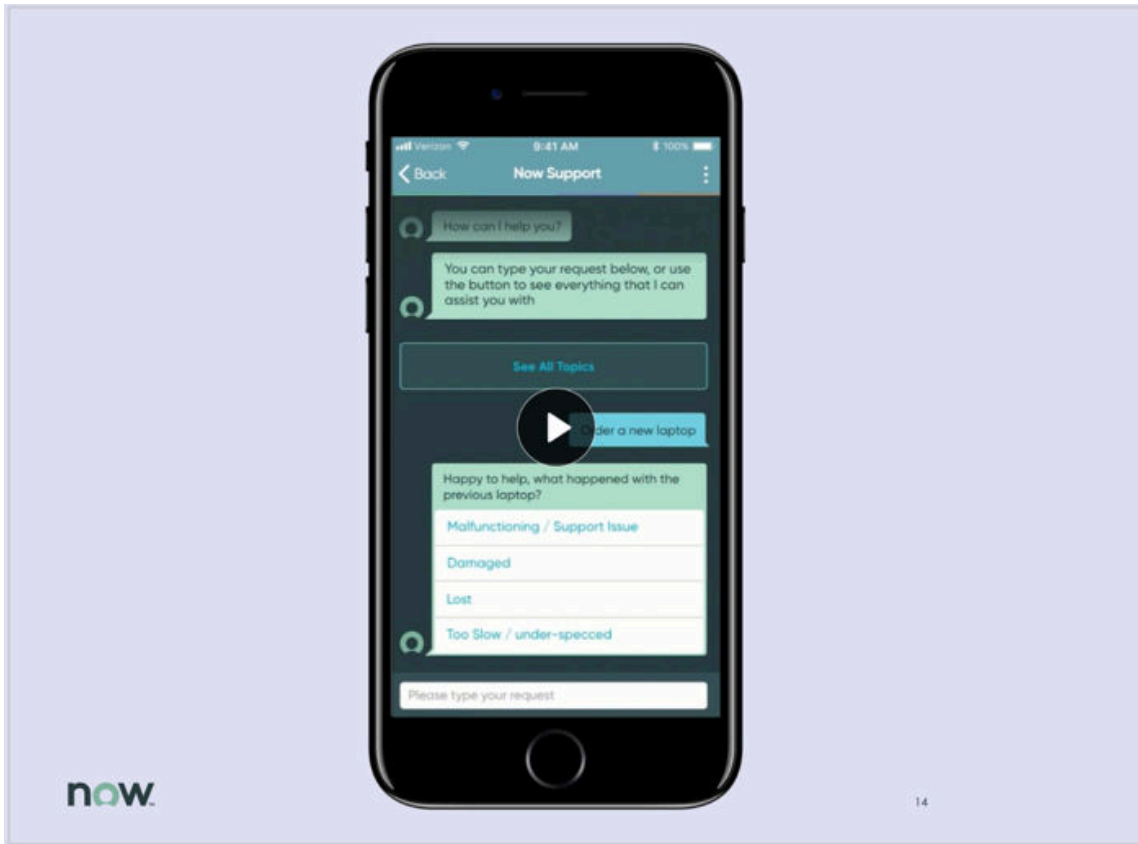 Verizon 9:41 AM 100%
Back Now Support
How can I help you?
You can type your request below, or use
the button to see everything that I can
assist you with
See All Topics
Order a new laptop
Happy to help, what happened with the
previous laptop?
Malfunctioning / Support Issue
Damaged
Lost
Too Slow / under-specced
Please type your request
now.
14